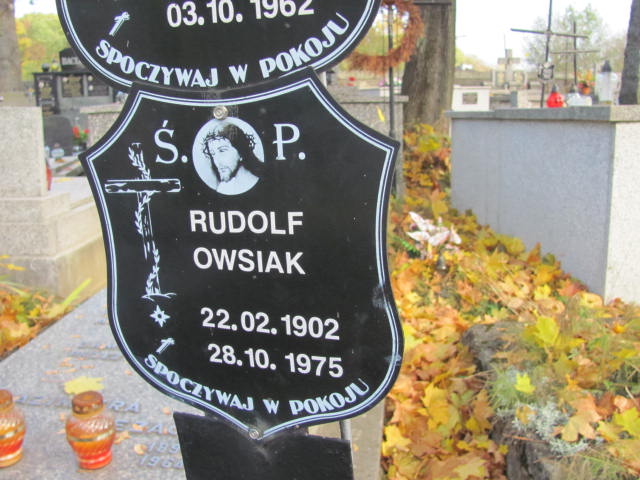 03.10. 1962
SPOCZYWAJ W POKOJU
Ś. P.
RUDOLF
OWSIAK
22.02.1902
28.10. 1975
SPOCZYWAJ W POKOJU